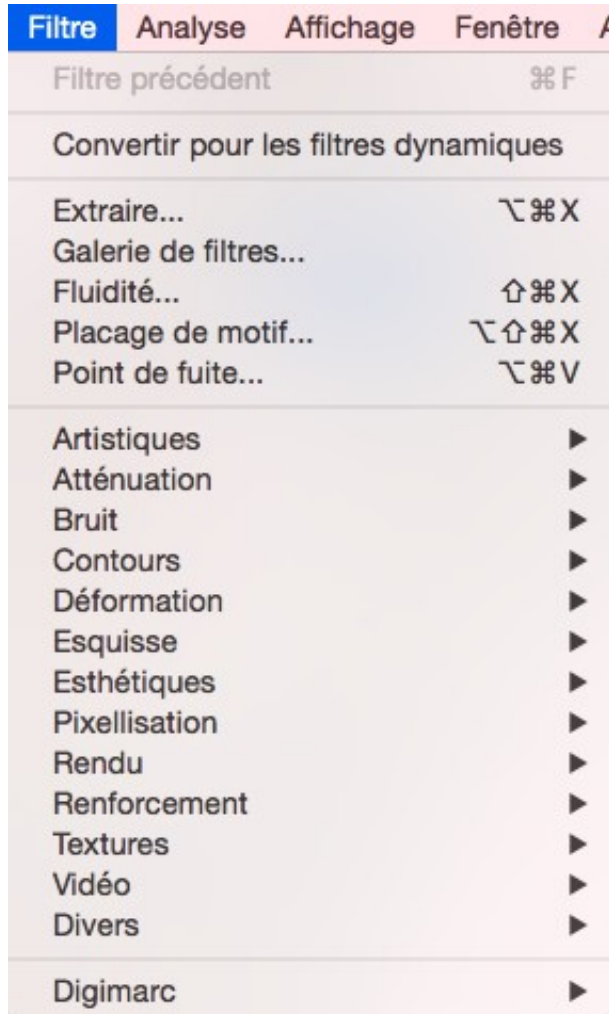 Filtre Analyse Affichage Fenêtre
Filtre précédent ⌘F
Convertir pour les filtres dynamiques
Extraire... ⌥⌘X
Galerie de filtres...
Fluidité... ⇧⌘X
Placage de motif... ⌥⇧⌘X
Point de fuite... ⌥⌘V
Artistiques ▶
Atténuation ▶
Bruit ▶
Contours ▶
Déformation ▶
Esquisse ▶
Esthétiques ▶
Pixellisation ▶
Rendu ▶
Renforcement ▶
Textures ▶
Vidéo ▶
Divers ▶
Digimarc ▶